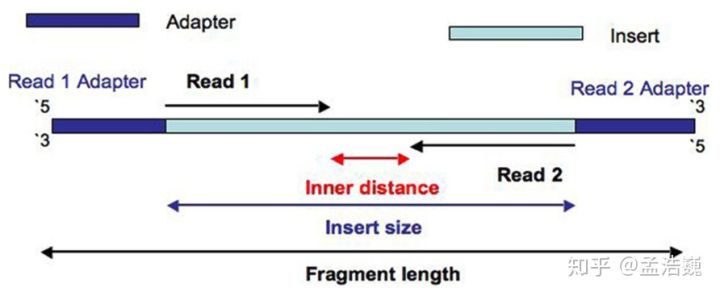 Adapter
Insert
Read 1 Adapter
Read 1
Read 2 Adapter
`5
`3
`3
`5
Read 2
Inner distance
Insert size
Fragment length
知乎 @孟浩巍